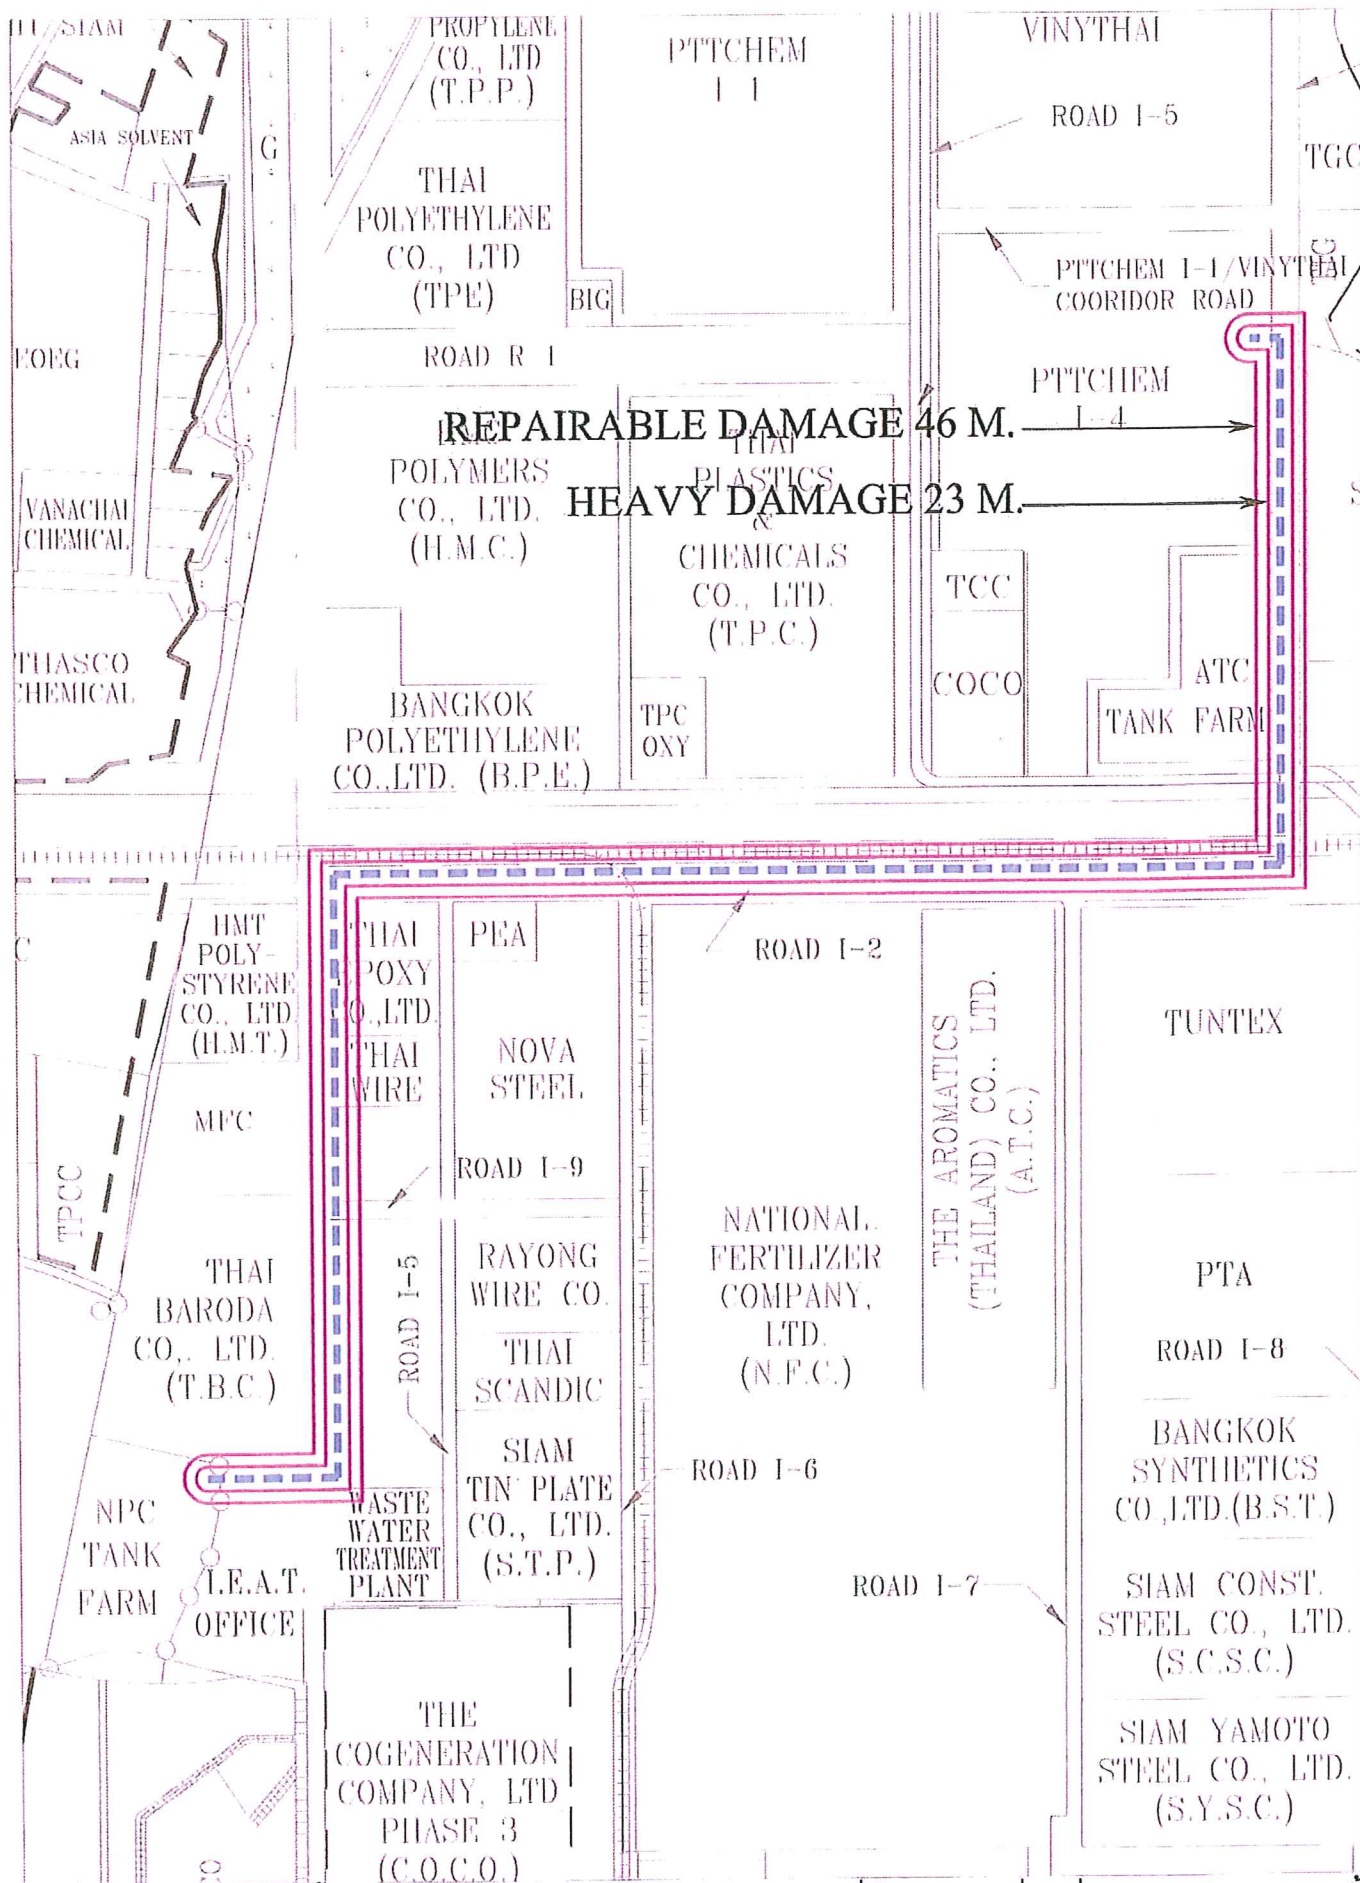 SIAM
ASIA SOLVENT
G
PROPYLENE
CO., LTD
(T.P.P.)
PTTCHEM
I 1
VINYTHAI
ROAD I-5
TGC
THAI
POLYETHYLENE
CO., LTD
(TPE)
BIG
PTTCHEM I-1/VINYTHAI
COORIDOR ROAD
EOEG
ROAD R 1
PTTCHEM
I-4
REPAIRABLE DAMAGE 46 M.
HEAVY DAMAGE 23 M.
POLYMERS
CO., LTD.
(H.M.C.)
THAI
PLASTICS
&
CHEMICALS
CO., LTD.
(T.P.C.)
VANACHAI
CHEMICAL
TCC
COCO
THASCO
CHEMICAL
ATC
TANK FARM
BANGKOK
POLYETHYLENE
CO.,LTD. (B.P.E.)
TPC
OXY
HMT
POLY-
STYRENE
CO., LTD
(H.M.T.)
THAI
EPOXY
CO.,LTD.
PEA
ROAD I-2
THAI
WIRE
NOVA
STEEL
TUNTEX
MFC
ROAD I-9
TPCC
THE AROMATICS
(THAILAND) CO., LTD.
(A.T.C.)
NATIONAL
FERTILIZER
COMPANY,
LTD.
(N.F.C.)
THAI
BARODA
CO,. LTD.
(T.B.C.)
ROAD I-5
RAYONG
WIRE CO.
PTA
THAI
SCANDIC
ROAD I-8
SIAM
TIN PLATE
CO., LTD.
(S.T.P.)
ROAD I-6
BANGKOK
SYNTHETICS
CO.,LTD.(B.S.T.)
NPC
TANK
FARM
WASTE
WATER
TREATMENT
PLANT
I.E.A.T.
OFFICE
ROAD I-7
SIAM CONST.
STEEL CO., LTD.
(S.C.S.C.)
THE
COGENERATION
COMPANY, LTD
PHASE 3
(C.O.C.O.)
SIAM YAMOTO
STEEL CO., LTD.
(S.Y.S.C.)